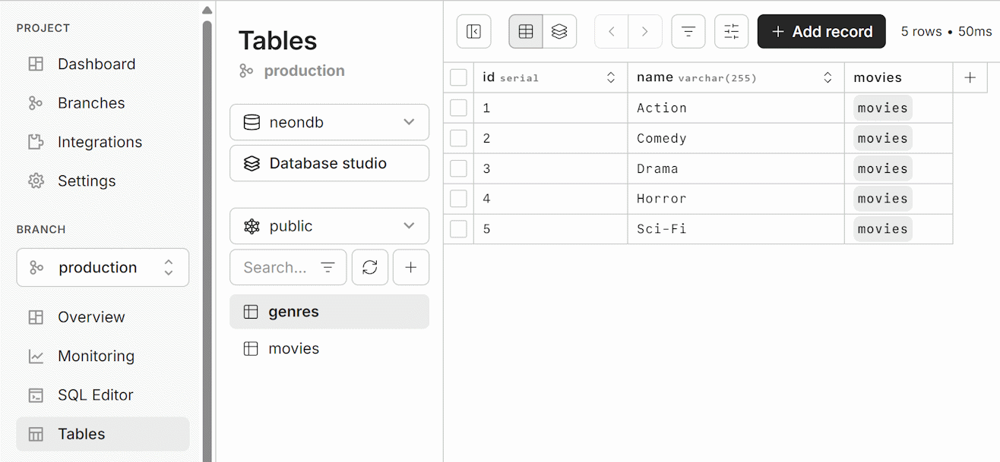 PROJECT
Dashboard
Branches
Integrations
Settings
BRANCH
production
Overview
Monitoring
SQL Editor
Tables
Tables
production
neondb
Database studio
public
Search...
genres
movies
Add record 5 rows • 50ms
id serial name varchar(255) movies
1 Action movies
2 Comedy movies
3 Drama movies
4 Horror movies
5 Sci-Fi movies